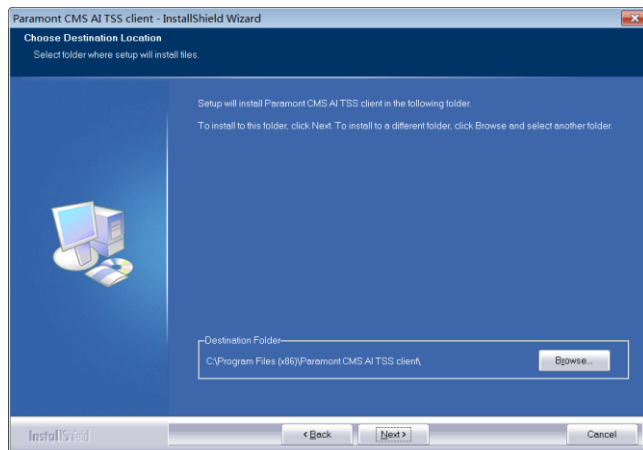 Paramont CMS AI TSS client - InstallShield Wizard
Choose Destination Location
Select folder where setup will install files.
Setup will install Paramont CMS AI TSS client in the following folder.
To install to this folder, click Next. To install to a different folder, click Browse and select another folder.
Destination Folder
C:\Program Files (x86)\Paramont CMS AI TSS client\
Browse...
InstallShield
< Back
Next >
Cancel